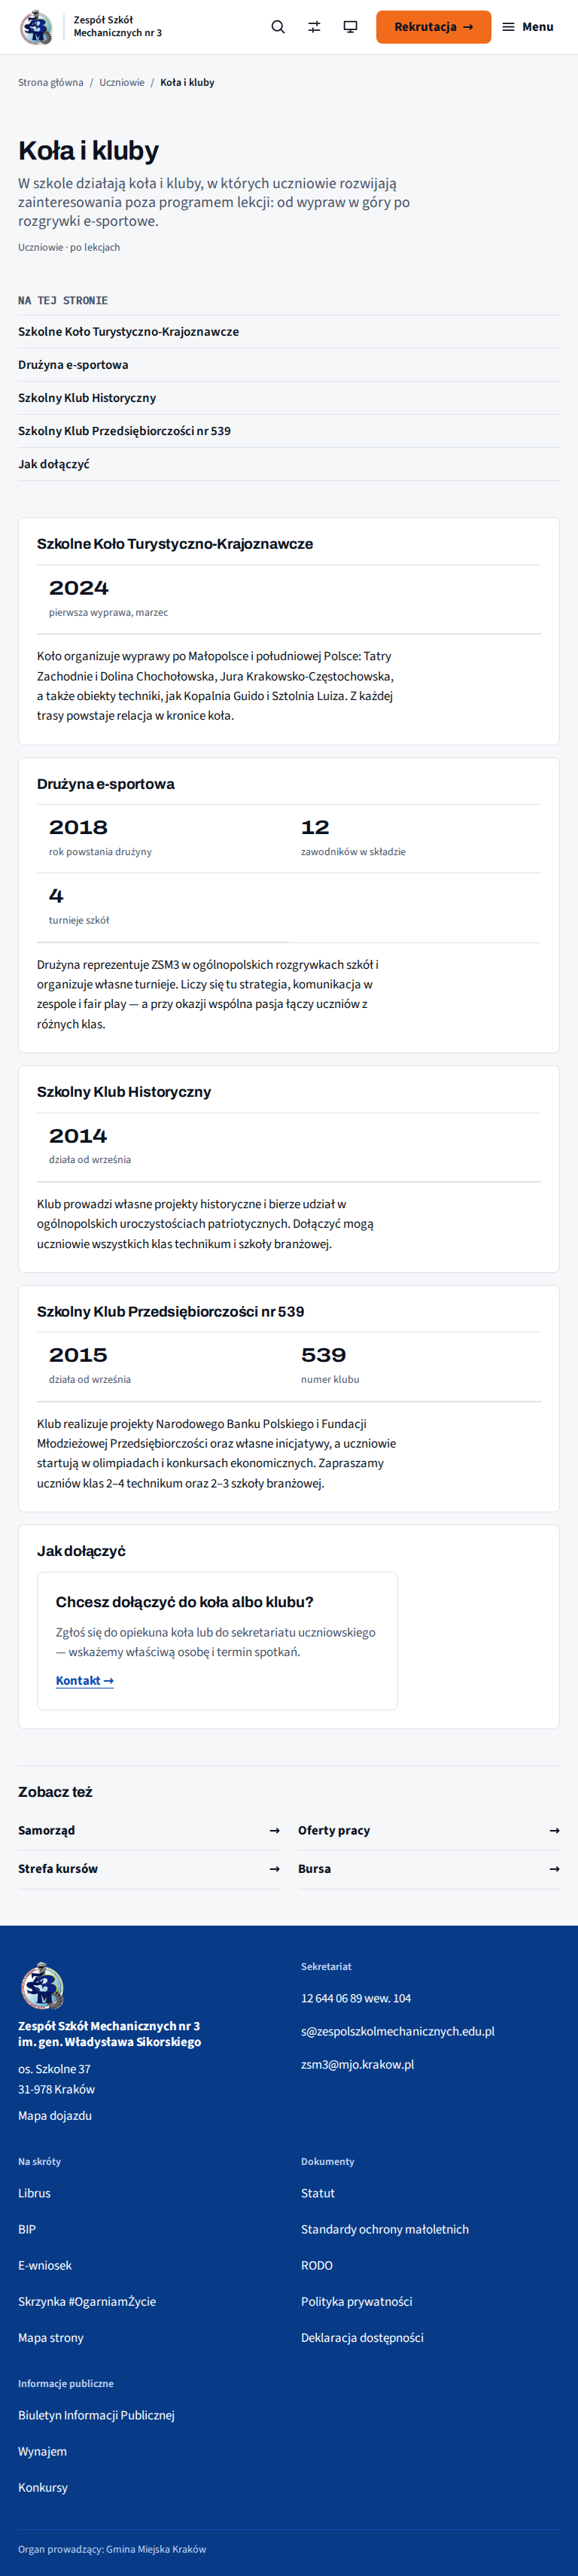 Zespół Szkół
Mechanicznych nr 3
Rekrutacja →
Menu
Strona główna / Uczniowie / Koła i kluby
Koła i kluby
W szkole działają koła i kluby, w których uczniowie rozwijają
zainteresowania poza programem lekcji: od wypraw w góry po
rozgrywki e-sportowe.
Uczniowie · po lekcjach
NA TEJ STRONIE
Szkolne Koło Turystyczno-Krajoznawcze
Drużyna e-sportowa
Szkolny Klub Historyczny
Szkolny Klub Przedsiębiorczości nr 539
Jak dołączyć
Szkolne Koło Turystyczno-Krajoznawcze
2024
pierwsza wyprawa, marzec
Koło organizuje wyprawy po Małopolsce i południowej Polsce: Tatry
Zachodnie i Dolina Chochołowska, Jura Krakowsko-Częstochowska,
a także obiekty techniki, jak Kopalnia Guido i Sztolnia Luiza. Z każdej
trasy powstaje relacja w kronice koła.
Drużyna e-sportowa
2018
rok powstania drużyny
12
zawodników w składzie
4
turnieje szkół
Drużyna reprezentuje ZSM3 w ogólnopolskich rozgrywkach szkół i
organizuje własne turnieje. Liczy się tu strategia, komunikacja w
zespole i fair play — a przy okazji wspólna pasja łączy uczniów z
różnych klas.
Szkolny Klub Historyczny
2014
działa od września
Klub prowadzi własne projekty historyczne i bierze udział w
ogólnopolskich uroczystościach patriotycznych. Dołączyć mogą
uczniowie wszystkich klas technikum i szkoły branżowej.
Szkolny Klub Przedsiębiorczości nr 539
2015
działa od września
539
numer klubu
Klub realizuje projekty Narodowego Banku Polskiego i Fundacji
Młodzieżowej Przedsiębiorczości oraz własne inicjatywy, a uczniowie
startują w olimpiadach i konkursach ekonomicznych. Zapraszamy
uczniów klas 2–4 technikum oraz 2–3 szkoły branżowej.
Jak dołączyć
Chcesz dołączyć do koła albo klubu?
Zgłoś się do opiekuna koła lub do sekretariatu uczniowskiego
— wskażemy właściwą osobę i termin spotkań.
Kontakt →
Zobacz też
Samorząd →
Oferty pracy →
Strefa kursów →
Bursa →
Zespół Szkół Mechanicznych nr 3
im. gen. Władysława Sikorskiego
os. Szkolne 37
31-978 Kraków
Mapa dojazdu
Sekretariat
12 644 06 89 wew. 104
s@zespolszkolmechanicznych.edu.pl
zsm3@mjo.krakow.pl
Na skróty
Librus
BIP
E-wniosek
Skrzynka #OgarniamŻycie
Mapa strony
Dokumenty
Statut
Standardy ochrony małoletnich
RODO
Polityka prywatności
Deklaracja dostępności
Informacje publiczne
Biuletyn Informacji Publicznej
Wynajem
Konkursy
Organ prowadzący: Gmina Miejska Kraków